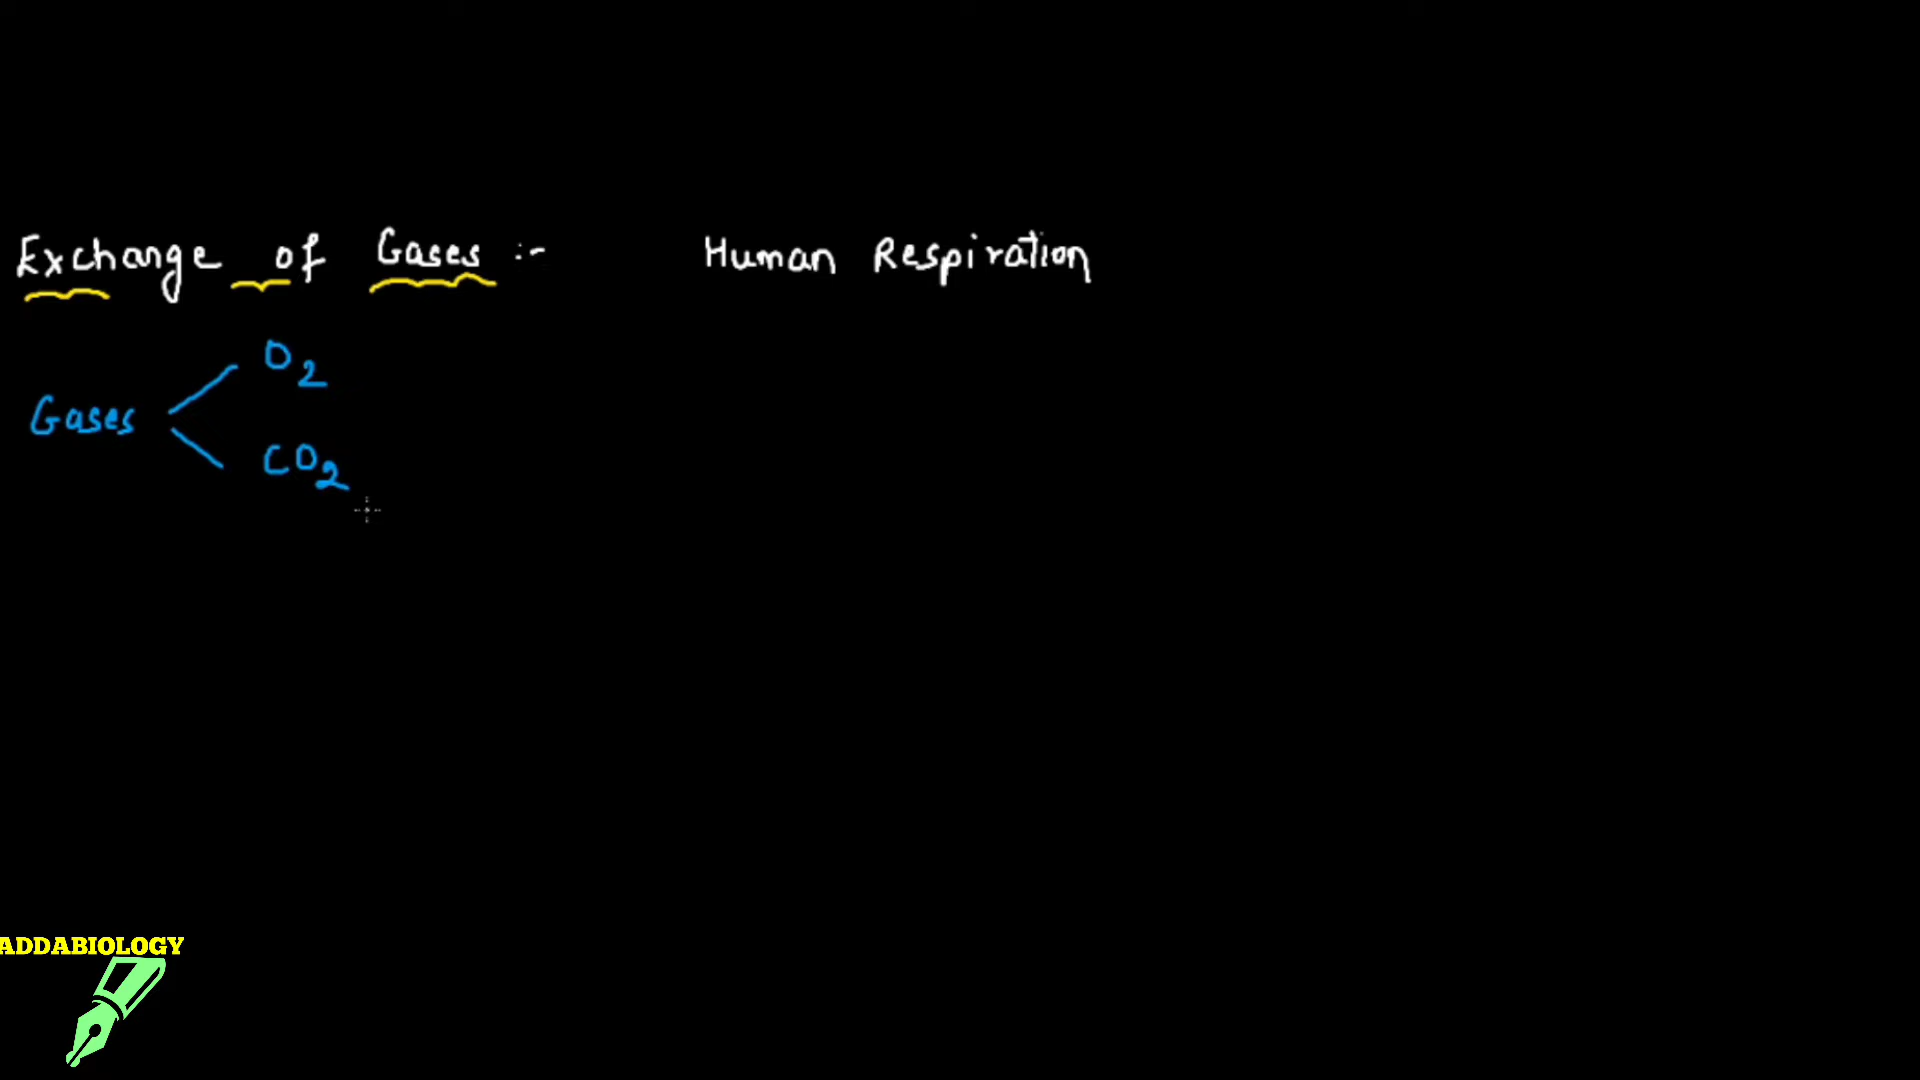 Exchange of Gases :- Human Respiration
O2
Gases
CO2
ADDABIOLOGY